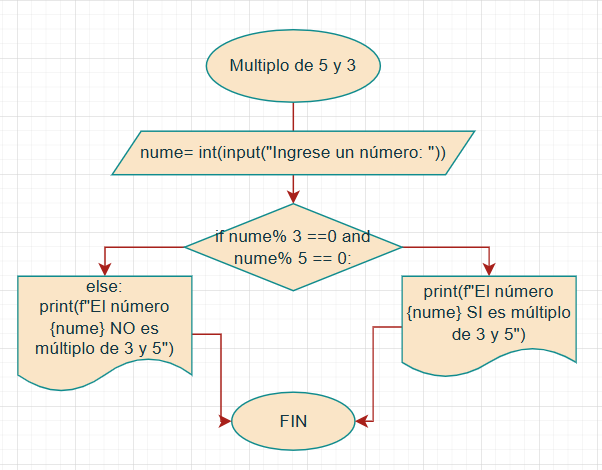 Multiplo de 5 y 3
nume= int(input("Ingrese un número: "))
if nume% 3 ==0 and
nume% 5 == 0:
else:
print(f"El número
{nume} NO es
múltiplo de 3 y 5")
print(f"El número
{nume} SI es múltiplo
de 3 y 5")
FIN